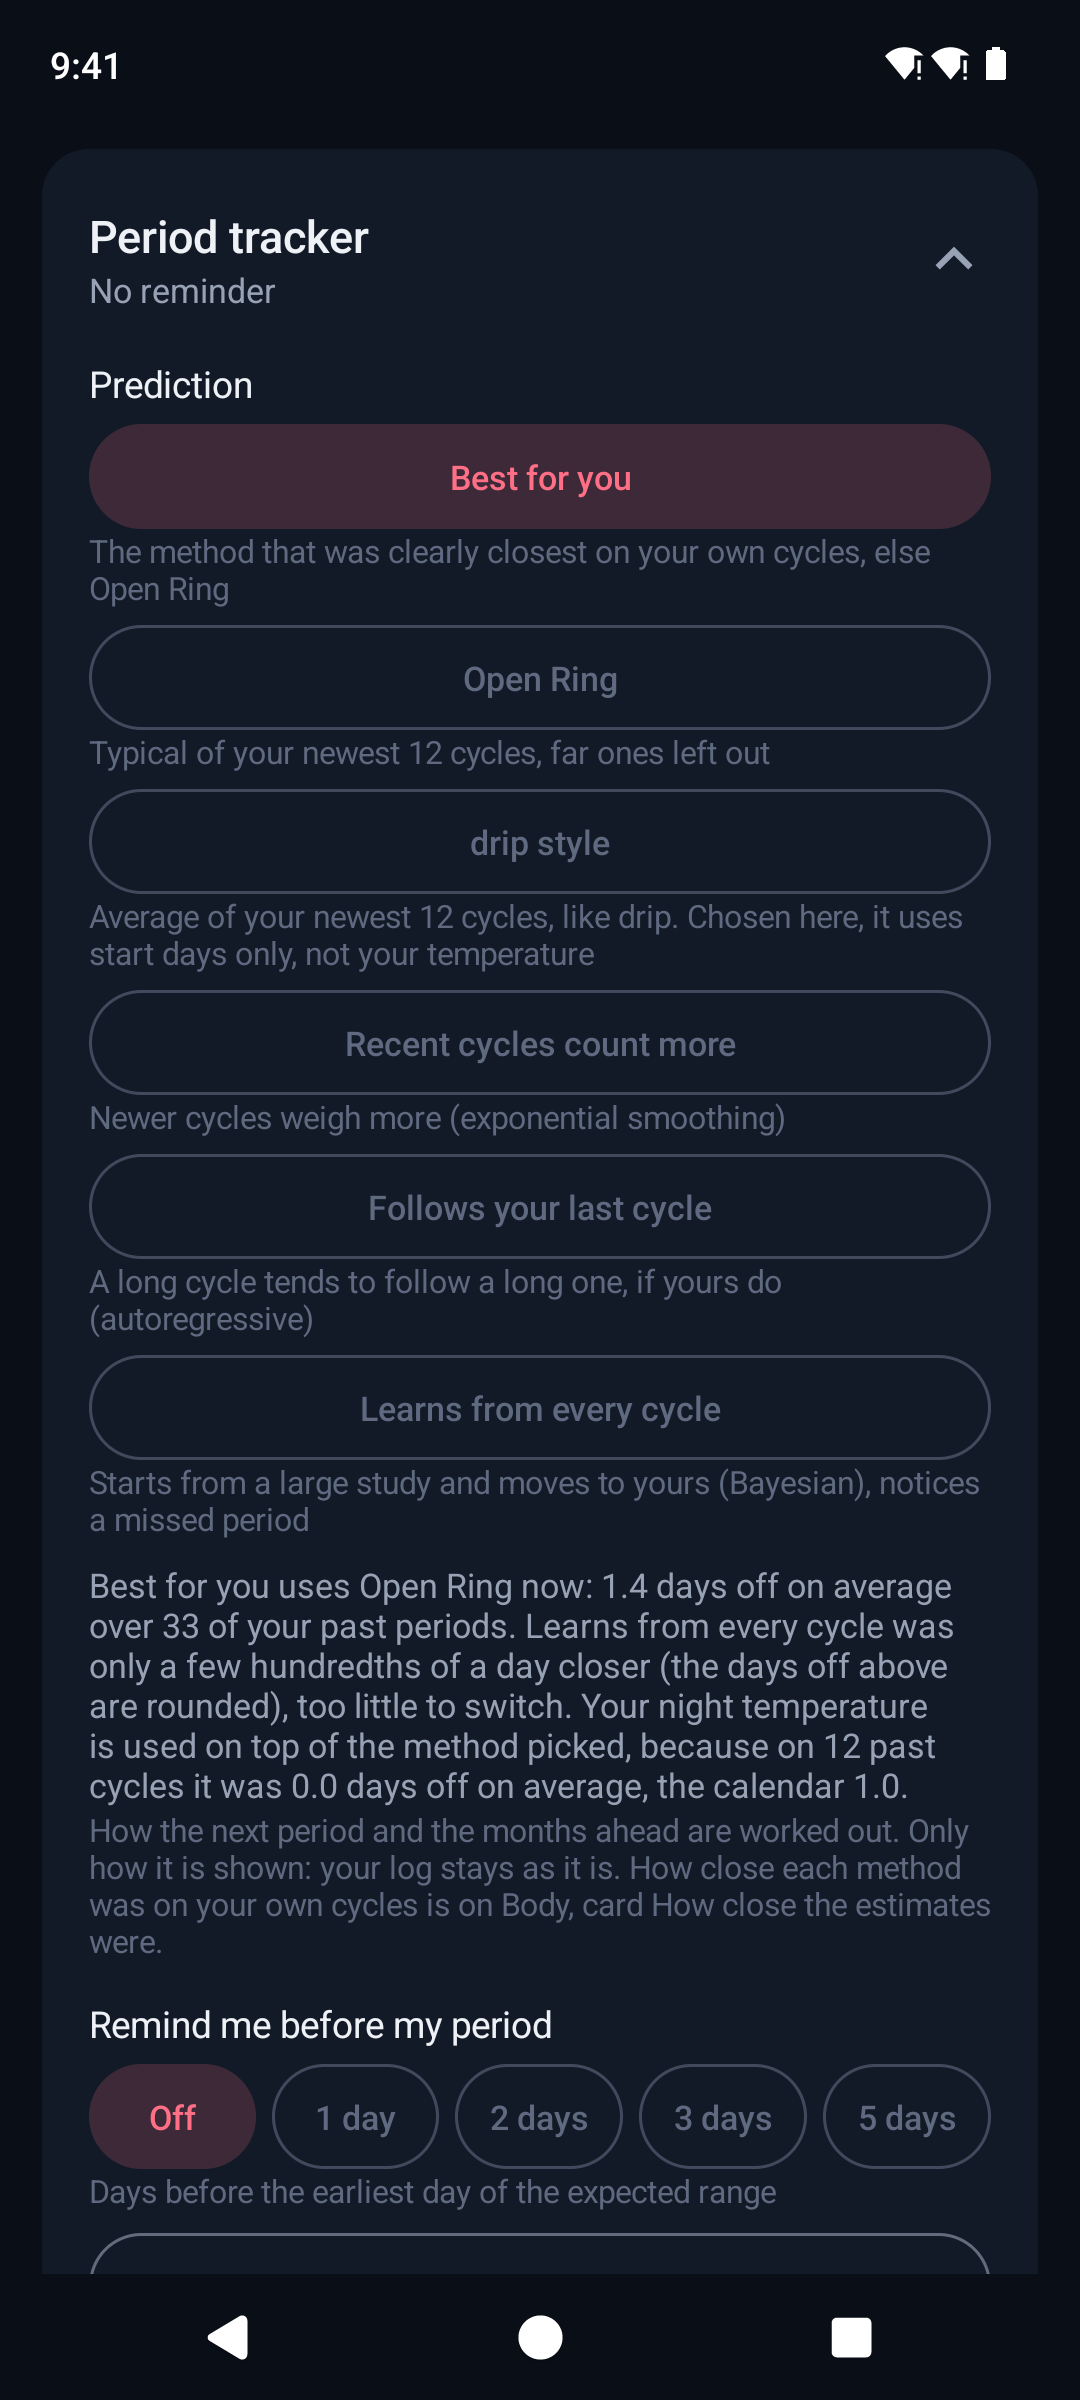 9:41
Period tracker
No reminder
Prediction
Best for you
The method that was clearly closest on your own cycles, else
Open Ring
Open Ring
Typical of your newest 12 cycles, far ones left out
drip style
Average of your newest 12 cycles, like drip. Chosen here, it uses
start days only, not your temperature
Recent cycles count more
Newer cycles weigh more (exponential smoothing)
Follows your last cycle
A long cycle tends to follow a long one, if yours do
(autoregressive)
Learns from every cycle
Starts from a large study and moves to yours (Bayesian), notices
a missed period
Best for you uses Open Ring now: 1.4 days off on average
over 33 of your past periods. Learns from every cycle was
only a few hundredths of a day closer (the days off above
are rounded), too little to switch. Your night temperature
is used on top of the method picked, because on 12 past
cycles it was 0.0 days off on average, the calendar 1.0.
How the next period and the months ahead are worked out. Only
how it is shown: your log stays as it is. How close each method
was on your own cycles is on Body, card How close the estimates
were.
Remind me before my period
Off
1 day
2 days
3 days
5 days
Days before the earliest day of the expected range